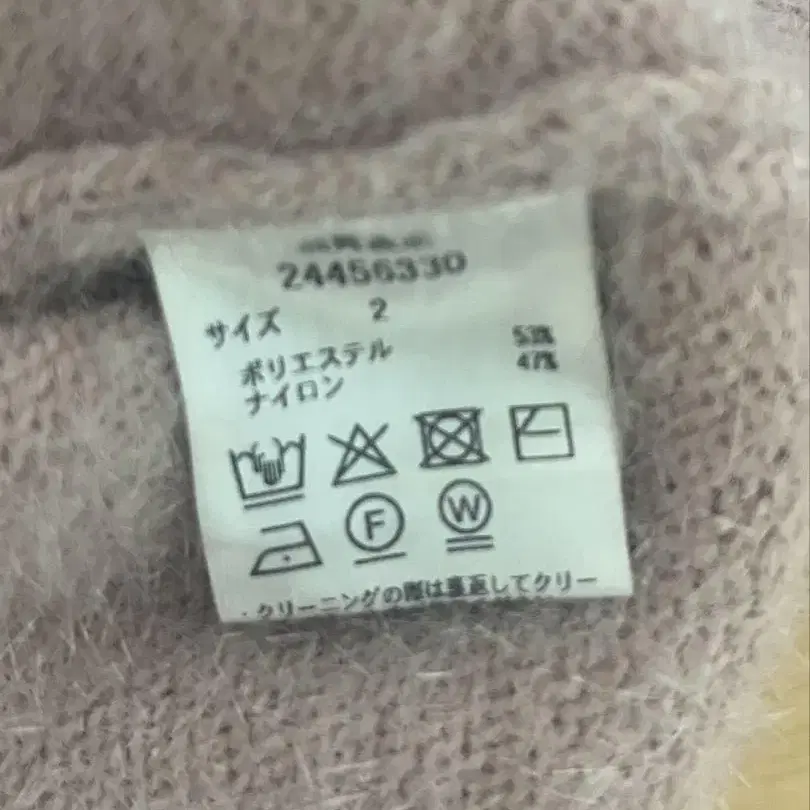 24456330
サイズ 2
ポリエステル 53%
ナイロン 47%
F W
・クリーニングの際は裏返してクリー